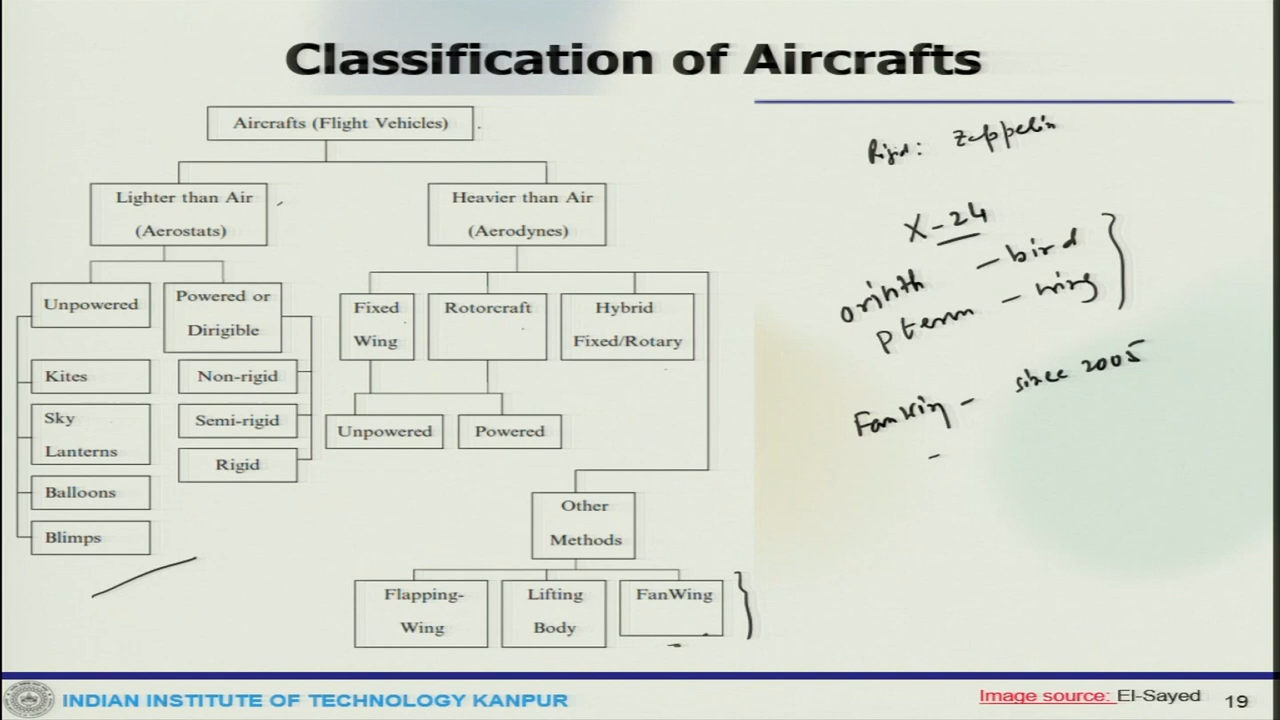 Classification of Aircrafts
Aircrafts (Flight Vehicles)
Lighter than Air
(Aerostats)
Heavier than Air
(Aerodynes)
Unpowered
Powered or
Dirigible
Kites
Sky
Lanterns
Balloons
Blimps
Non-rigid
Semi-rigid
Rigid
Fixed
Wing
Rotorcraft
Hybrid
Fixed/Rotary
Unpowered
Powered
Other
Methods
Flapping-
Wing
Lifting
Body
FanWing
Rigid: Zeppelin
X-24
orinth - bird
pterm - wing
FanWing - since 2005
-
INDIAN INSTITUTE OF TECHNOLOGY KANPUR
Image source: El-Sayed
19